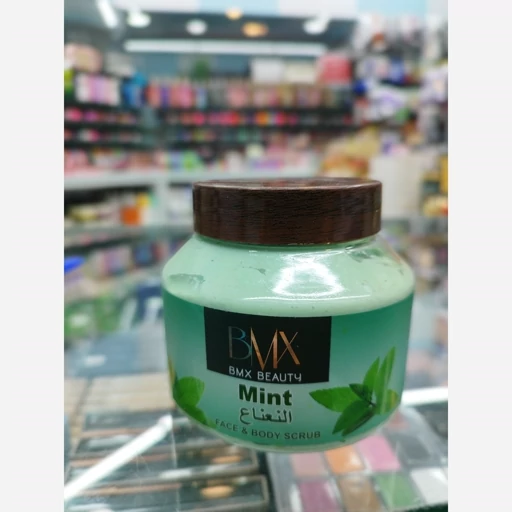 BMX
BMX BEAUTY
Mint
النعناع
FACE & BODY SCRUB